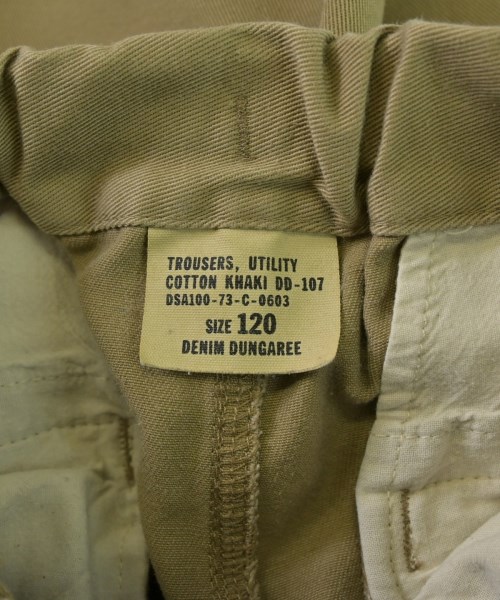 TROUSERS, UTILITY
COTTON KHAKI DD-107
DSA100-73-C-0603
SIZE 120
DENIM DUNGAREE